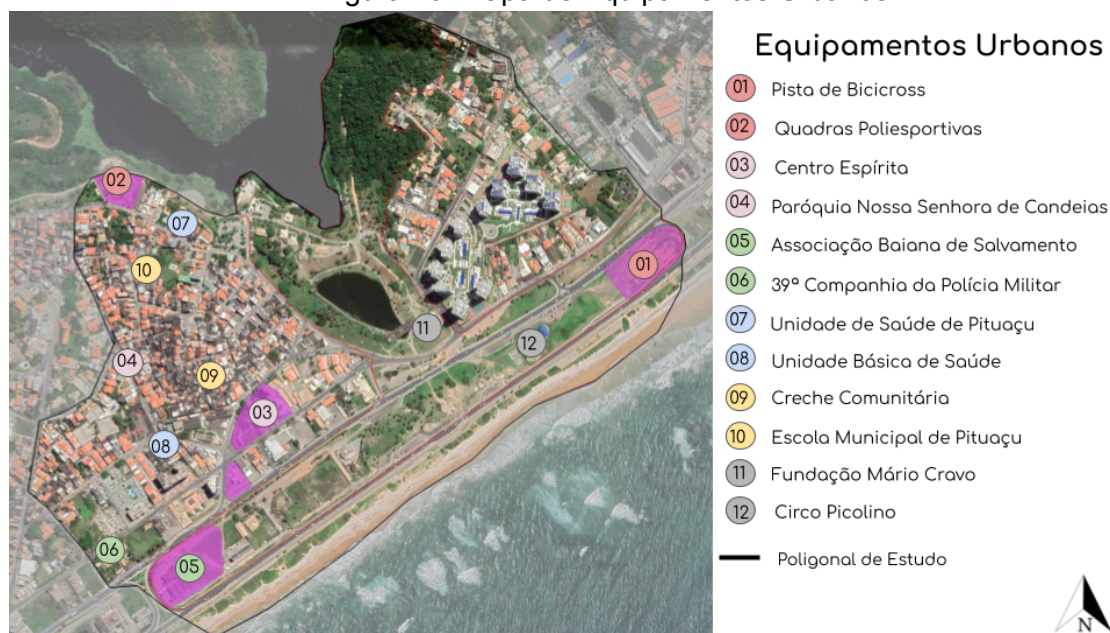 Equipamentos Urbanos
01 Pista de Bicicross
02 Quadras Poliesportivas
03 Centro Espírita
04 Paróquia Nossa Senhora de Candeias
05 Associação Baiana de Salvamento
06 39ª Companhia da Polícia Militar
07 Unidade de Saúde de Pituaçu
08 Unidade Básica de Saúde
09 Creche Comunitária
10 Escola Municipal de Pituaçu
11 Fundação Mário Cravo
12 Circo Picolino
Poligonal de Estudo
N
02
07
01
10
11
12
04
09
03
08
06
05